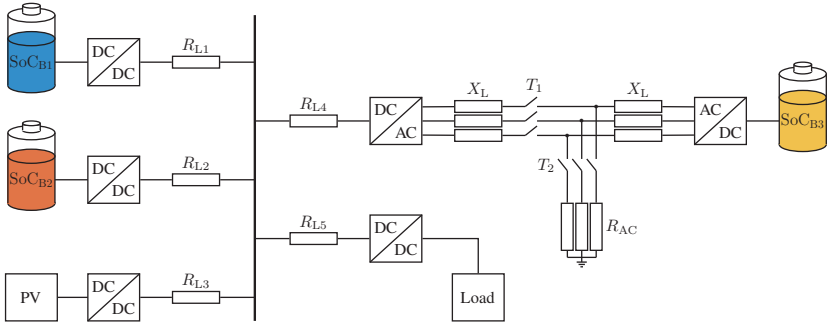 SoC_B1
DC
DC
R_L1
SoC_B2
DC
DC
R_L2
PV
DC
DC
R_L3
R_L4
DC
AC
X_L
T_1
X_L
AC
DC
SoC_B3
T_2
R_AC
R_L5
DC
DC
Load